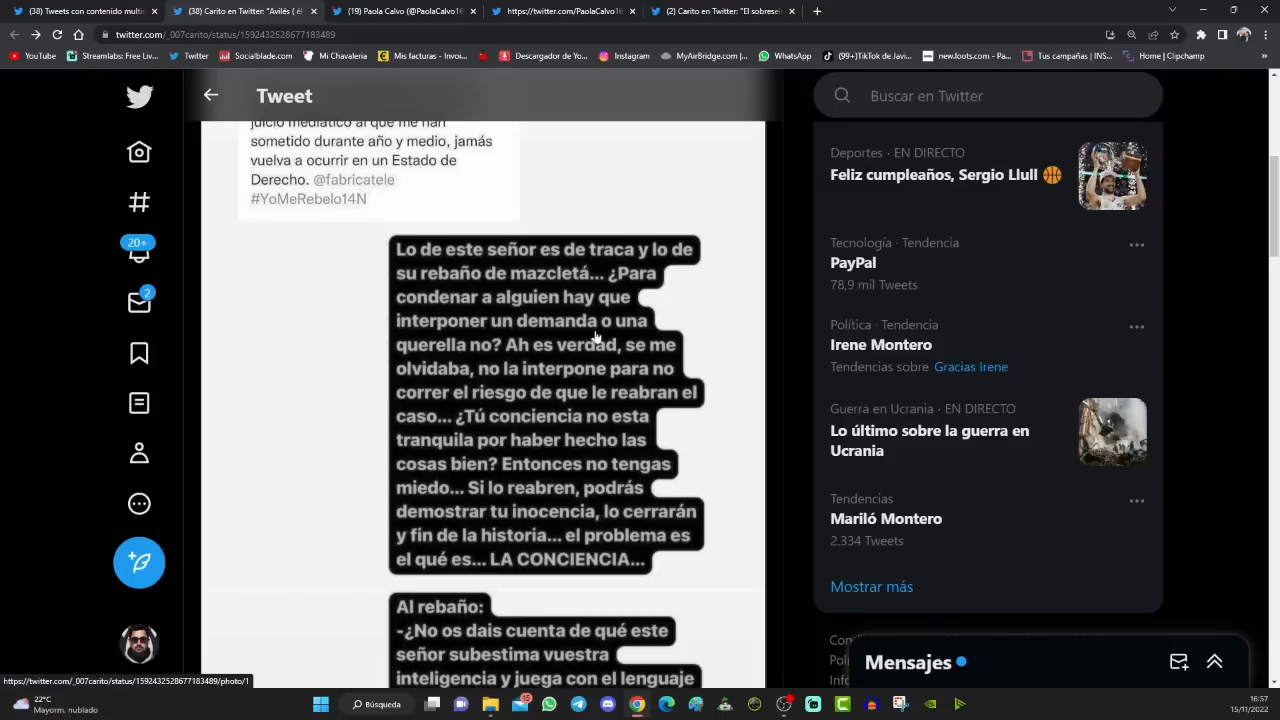 (38) Tweets con contenido multi
(38) Carito en Twitter: "Avilés ( él
(19) Paola Calvo (@PaolaCalvo1
https://twitter.com/PaolaCalvo1
(2) Carito en Twitter: "El sobresei
twitter.com/_007carito/status/1592432528677183489
YouTube
Streamlabs: Free Liv...
Twitter
Socialblade.com
Mi Chavaleria
Mis facturas - Invoi...
Descargador de Yo...
Instagram
MyAirBridge.com |...
WhatsApp
(99+)TikTok de Javi...
new.loots.com - Pa...
Tus campañas | INS...
Home | Clipchamp
»
Tweet
Buscar en Twitter
juicio mediático al que me han
sometido durante año y medio, jamás
vuelva a ocurrir en un Estado de
Derecho. @fabricatele
#YoMeRebelo14N
Lo de este señor es de traca y lo de
su rebaño de mazcletá... ¿Para
condenar a alguien hay que
interponer un demanda o una
querella no? Ah es verdad, se me
olvidaba, no la interpone para no
correr el riesgo de que le reabran el
caso... ¿Tú conciencia no esta
tranquila por haber hecho las
cosas bien? Entonces no tengas
miedo... Si lo reabren, podrás
demostrar tu inocencia, lo cerrarán
y fin de la historia... el problema es
el qué es... LA CONCIENCIA...
Al rebaño:
-¿No os dais cuenta de qué este
señor subestima vuestra
inteligencia y juega con el lenguaje
20+
2
Deportes · EN DIRECTO
Feliz cumpleaños, Sergio Llull
Tecnología · Tendencia
PayPal
78,9 mil Tweets
Política · Tendencia
Irene Montero
Tendencias sobre Gracias Irene
Guerra en Ucrania · EN DIRECTO
Lo último sobre la guerra en
Ucrania
Tendencias
Mariló Montero
2.334 Tweets
Mostrar más
Mensajes
https://twitter.com/_007carito/status/1592432528677183489/photo/1
22°C
Mayorm. nublado
Búsqueda
15
16:57
15/11/2022